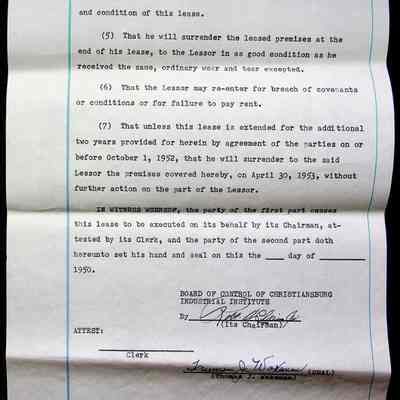 and condition of this lease.
(5) That he will surrender the leased premises at
the end of his lease, to the Lessor in as good condition as
he received the same, ordinary wear and tear excepted.
(6) That the Lessor may re-enter for breach of covenants
or conditions or for failure to pay rent.
(7) That unless this lease is extended for the additional
two years provided for herein by agreement of the parties on or
before October 1, 1952, that he will surrender to the said
Lessor the premises covered hereby, on April 30, 1953, without
further action on the part of the Lessor.
IN WITNESS WHEREOF, the party of the first part causes
this lease to be executed on its behalf by its Chairman, at-
tested by its Clerk, and the party of the second part doth
hereunto set his hand and seal on this the ____ day of ________
1950.
BOARD OF CONTROL OF CHRISTIANSBURG
INDUSTRIAL INSTITUTE
By
(Its Chairman)
ATTEST:
Clerk
(SEAL)